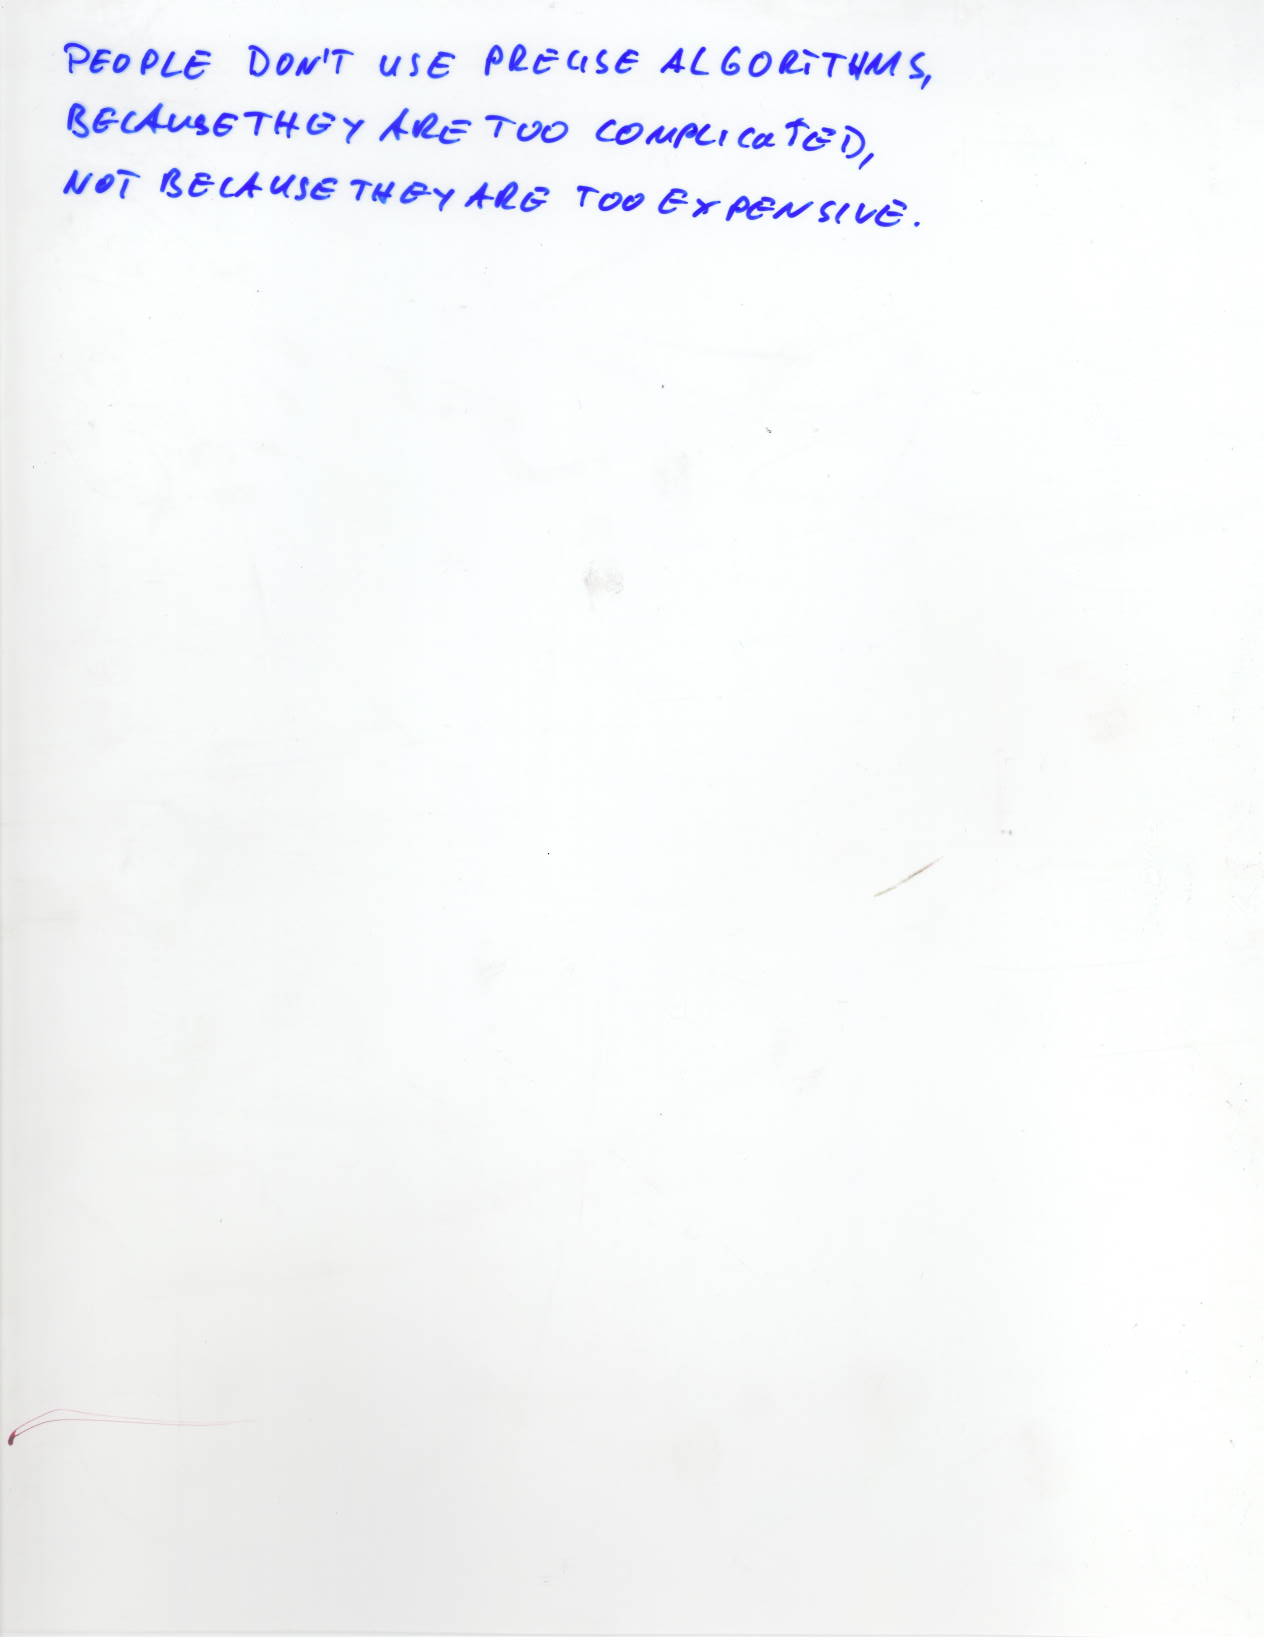 PEOPLE DON'T USE PRECISE ALGORITHMS,
BECAUSE THEY ARE TOO COMPLICATED,
NOT BECAUSE THEY ARE TOO EXPENSIVE.